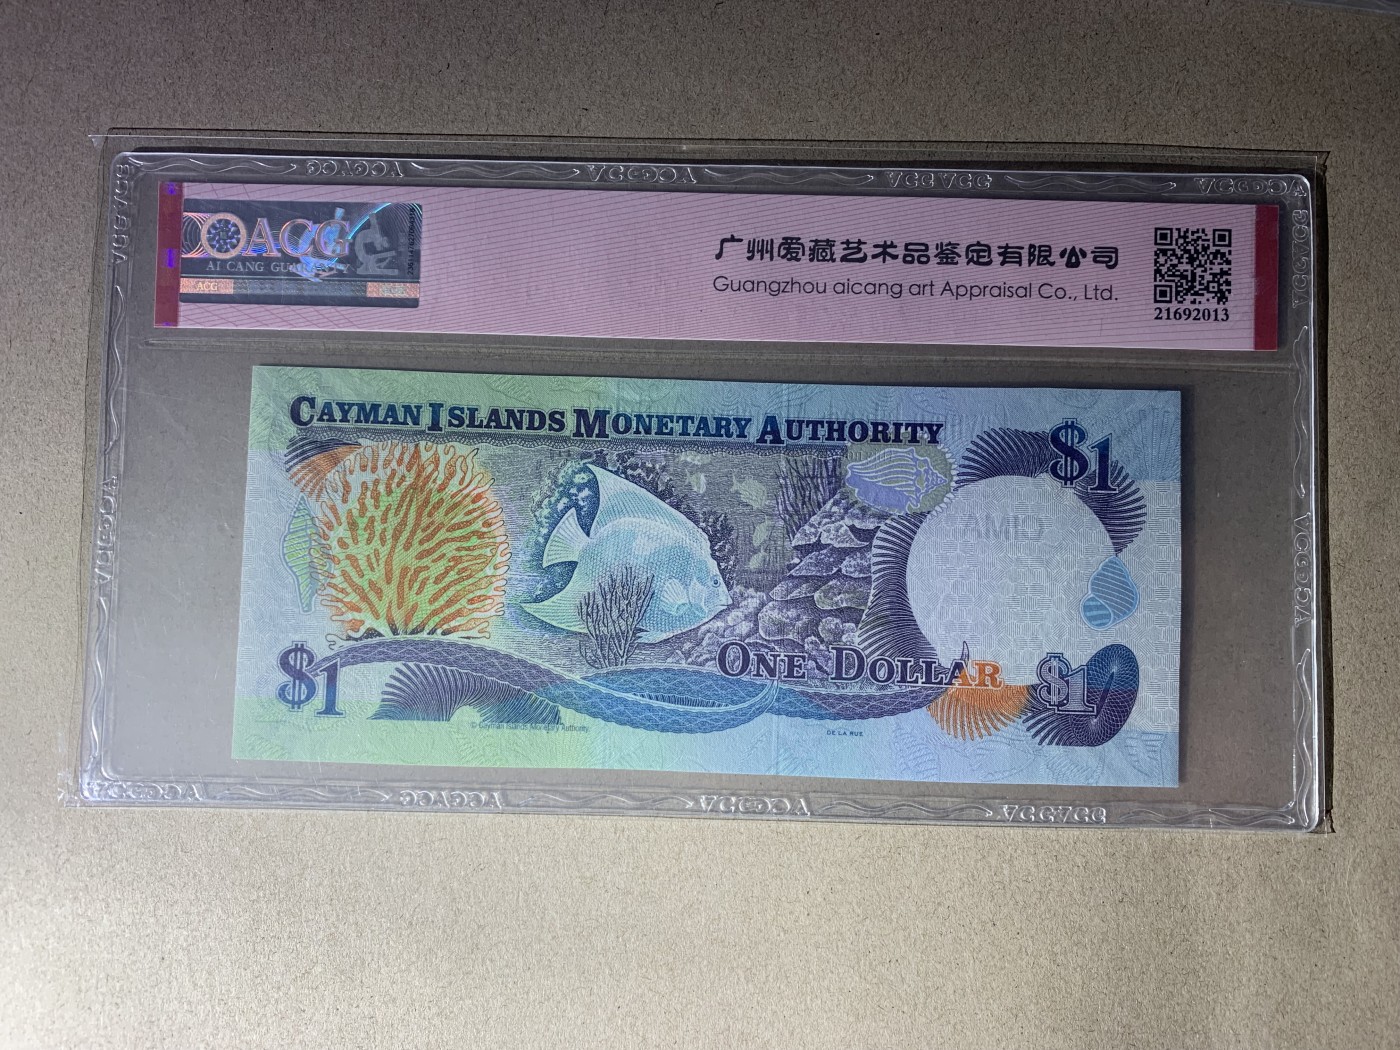 ACG
AI CANG GUARANTY
ACG
广州爱藏艺术品鉴定有限公司
Guangzhou aicang art Appraisal Co., Ltd.
21692013
CAYMAN ISLANDS MONETARY AUTHORITY
$1
CIMA
ONE DOLLAR
$1
$1
© Cayman Islands Monetary Authority
DE LA RUE